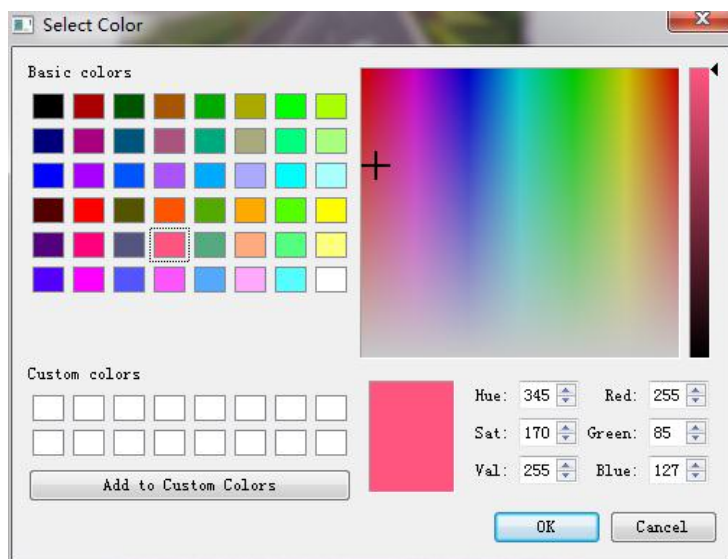 Select Color
Basic colors
Custom colors
Add to Custom Colors
Hue: 345 Red: 255
Sat: 170 Green: 85
Val: 255 Blue: 127
OK Cancel